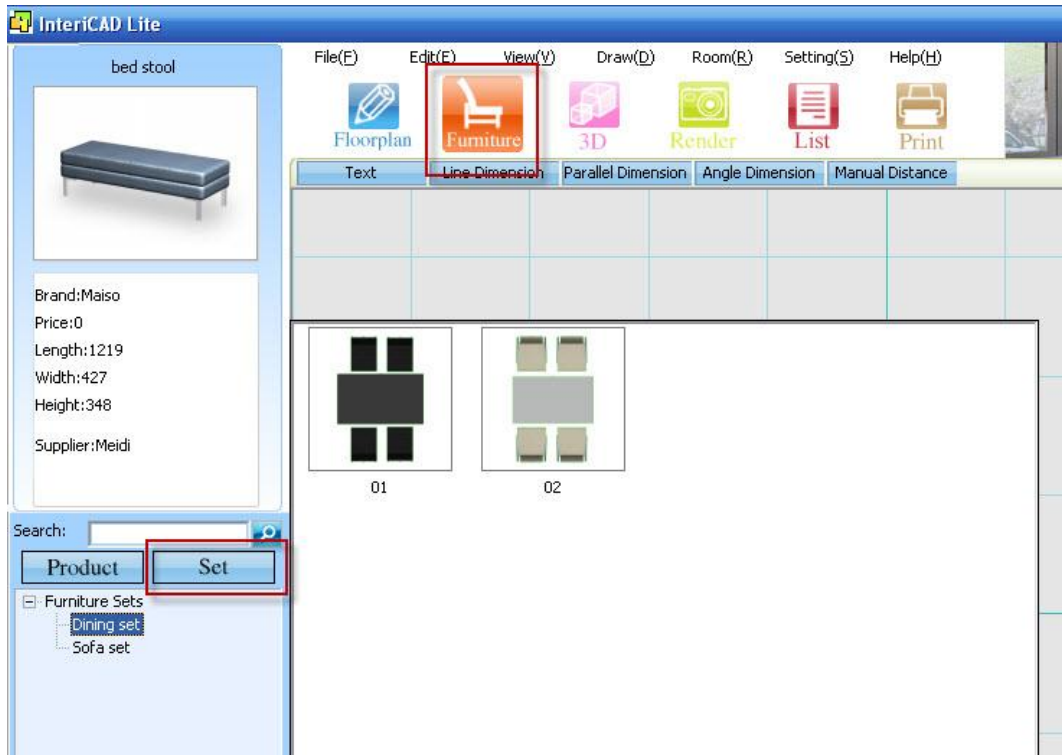 InteriCAD Lite
bed stool
Brand:Maiso
Price:0
Length:1219
Width:427
Height:348
Supplier:Meidi
Search:
Product Set
Furniture Sets
Dining set
Sofa set
File(F) Edit(E) View(V) Draw(D) Room(R) Setting(S) Help(H)
Floorplan Furniture 3D Render List Print
Text Line Dimension Parallel Dimension Angle Dimension Manual Distance
01 02